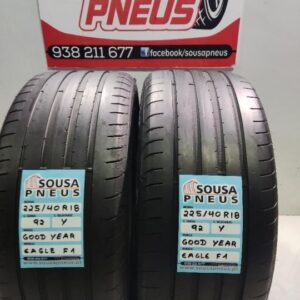 PNEUS
938 211 677
facebook/sousapneus
SOUSA
PNEUS
225/40R18
92 Y
GOOD YEAR
EAGLE F1
SOUSA
PNEUS
225/40R18
92 Y
GOOD YEAR
EAGLE F1